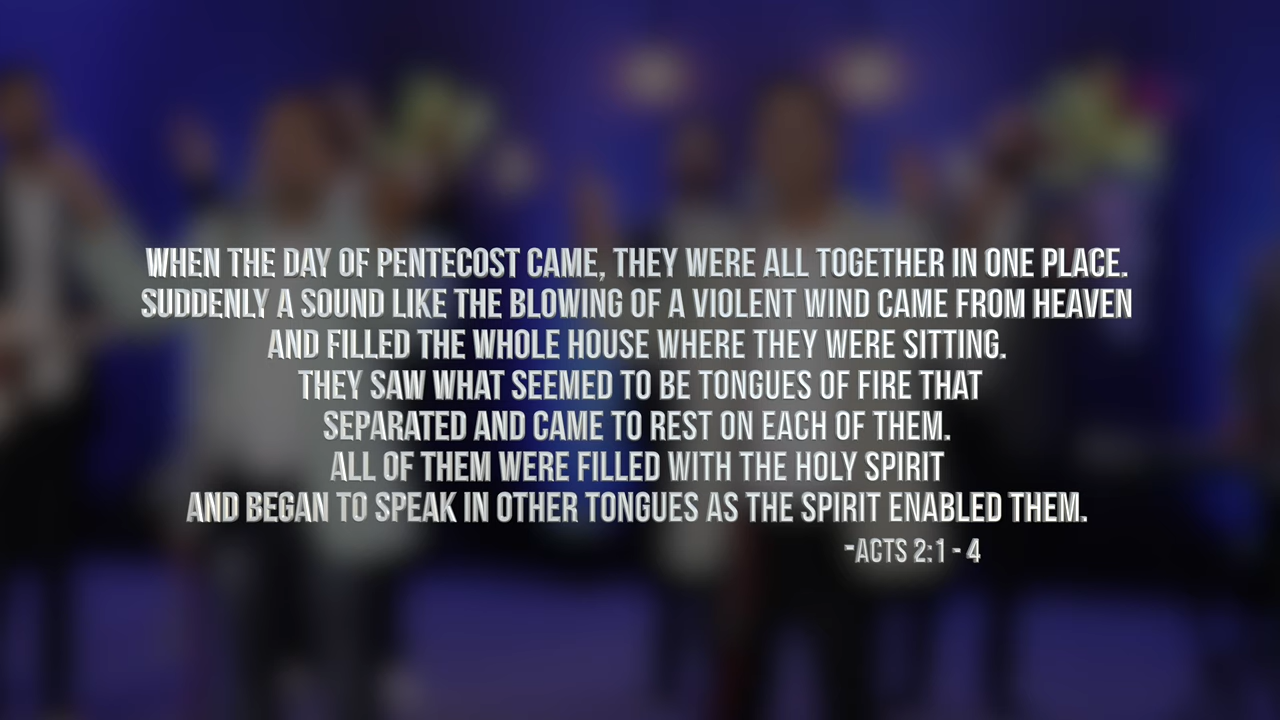 WHEN THE DAY OF PENTECOST CAME, THEY WERE ALL TOGETHER IN ONE PLACE.
SUDDENLY A SOUND LIKE THE BLOWING OF A VIOLENT WIND CAME FROM HEAVEN
AND FILLED THE WHOLE HOUSE WHERE THEY WERE SITTING.
THEY SAW WHAT SEEMED TO BE TONGUES OF FIRE THAT
SEPARATED AND CAME TO REST ON EACH OF THEM.
ALL OF THEM WERE FILLED WITH THE HOLY SPIRIT
AND BEGAN TO SPEAK IN OTHER TONGUES AS THE SPIRIT ENABLED THEM.
-ACTS 2:1 - 4